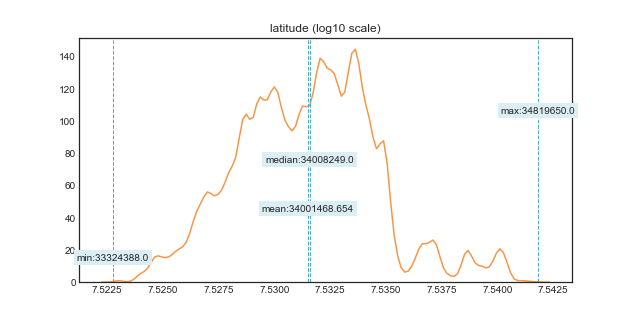 latitude (log10 scale)
140
120
100
80
60
40
20
0
max:34819650.0
median:34008249.0
mean:34001468.654
min:33324388.0
7.5225 7.5250 7.5275 7.5300 7.5325 7.5350 7.5375 7.5400 7.5425